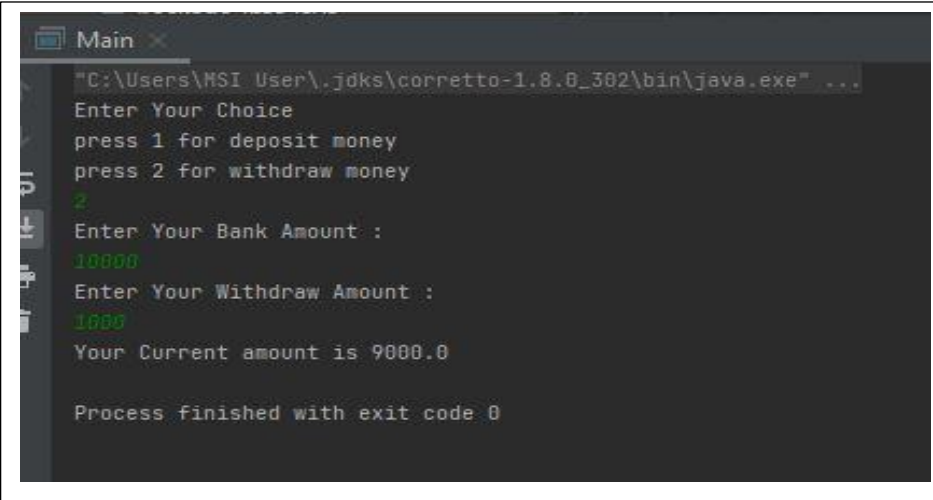 Main
"C:\Users\MSI User\.jdks\corretto-1.8.0_302\bin\java.exe" ...
Enter Your Choice
press 1 for deposit money
press 2 for withdraw money
2
Enter Your Bank Amount :
10000
Enter Your Withdraw Amount :
1000
Your Current amount is 9000.0
Process finished with exit code 0